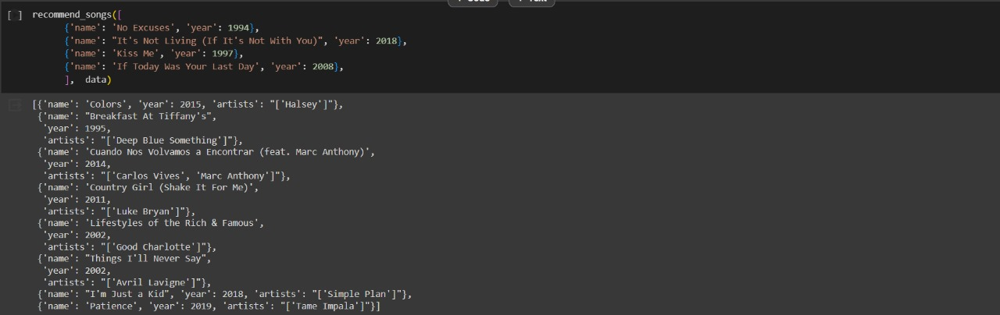 + Code + Text
[ ] recommend_songs([
{'name': 'No Excuses', 'year': 1994},
{'name': "It's Not Living (If It's Not With You)", 'year': 2018},
{'name': 'Kiss Me', 'year': 1997},
{'name': 'If Today Was Your Last Day', 'year': 2008},
], data)
[{'name': 'Colors', 'year': 2015, 'artists': "['Halsey']"},
{'name': "Breakfast At Tiffany's",
'year': 1995,
'artists': "['Deep Blue Something']"},
{'name': 'Cuando Nos Volvamos a Encontrar (feat. Marc Anthony)',
'year': 2014,
'artists': "['Carlos Vives', 'Marc Anthony']"},
{'name': 'Country Girl (Shake It For Me)',
'year': 2011,
'artists': "['Luke Bryan']"},
{'name': 'Lifestyles of the Rich & Famous',
'year': 2002,
'artists': "['Good Charlotte']"},
{'name': "Things I'll Never Say",
'year': 2002,
'artists': "['Avril Lavigne']"},
{'name': "I'm Just a Kid", 'year': 2018, 'artists': "['Simple Plan']"},
{'name': 'Patience', 'year': 2019, 'artists': "['Tame Impala']"}]